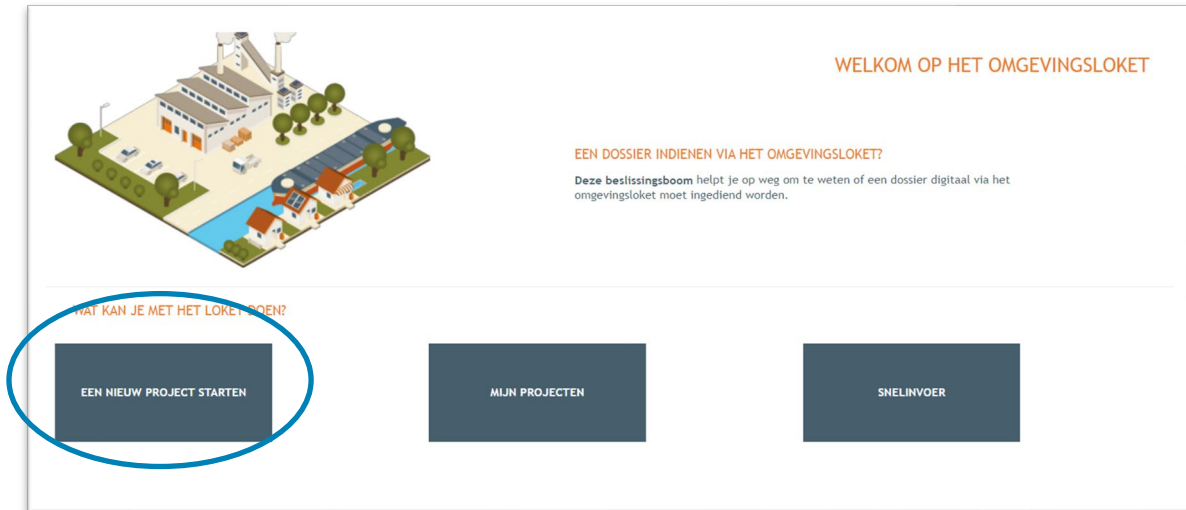 WELKOM OP HET OMGEVINGSLOKET
EEN DOSSIER INDIENEN VIA HET OMGEVINGSLOKET?
Deze beslissingsboom helpt je op weg om te weten of een dossier digitaal via het
omgevingsloket moet ingediend worden.
WAT KAN JE MET HET LOKET DOEN?
EEN NIEUW PROJECT STARTEN
MIJN PROJECTEN
SNELINVOER